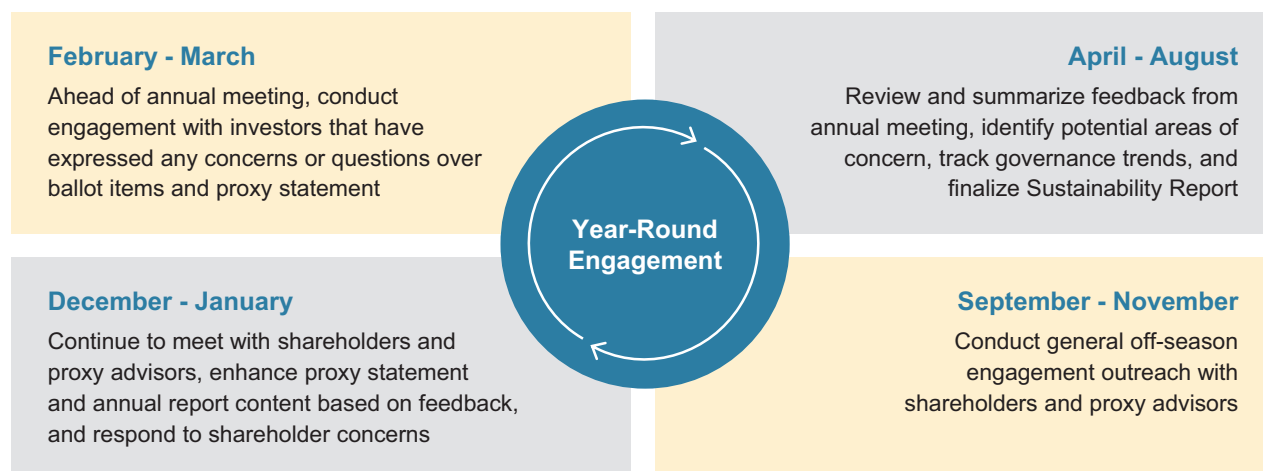 February - March
Ahead of annual meeting, conduct
engagement with investors that have
expressed any concerns or questions over
ballot items and proxy statement
April - August
Review and summarize feedback from
annual meeting, identify potential areas of
concern, track governance trends, and
finalize Sustainability Report
Year-Round
Engagement
December - January
Continue to meet with shareholders and
proxy advisors, enhance proxy statement
and annual report content based on feedback,
and respond to shareholder concerns
September - November
Conduct general off-season
engagement outreach with
shareholders and proxy advisors